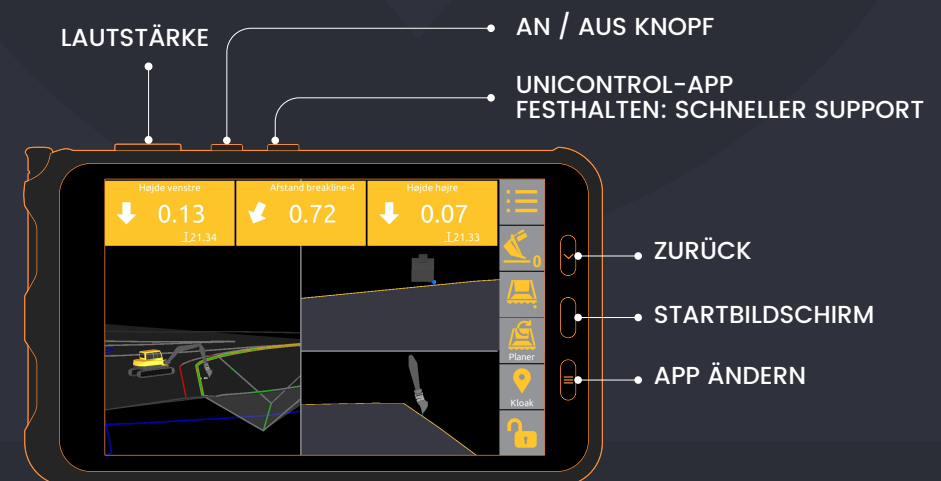 LAUTSTÄRKE
AN / AUS KNOPF
UNICONTROL-APP
FESTHALTEN: SCHNELLER SUPPORT
Højde venstre
0.13
21.34
Afstand breakline-4
0.72
Højde højre
0.07
21.33
0
Planer
Kloak
ZURÜCK
STARTBILDSCHIRM
APP ÄNDERN